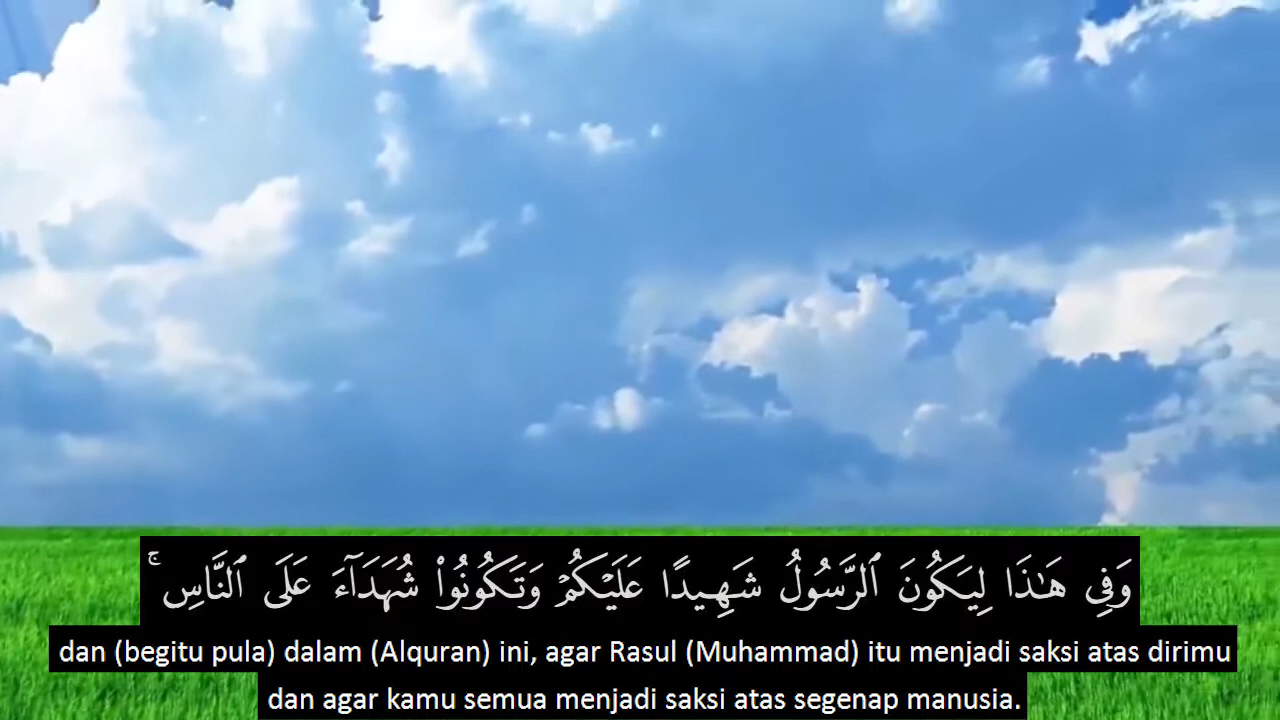 وَفِى هَٰذَا لِيَكُونَ ٱلرَّسُولُ شَهِيدًا عَلَيْكُمْ وَتَكُونُوا۟ شُهَدَآءَ عَلَى ٱلنَّاسِ ۚ
dan (begitu pula) dalam (Alquran) ini, agar Rasul (Muhammad) itu menjadi saksi atas dirimu
dan agar kamu semua menjadi saksi atas segenap manusia.